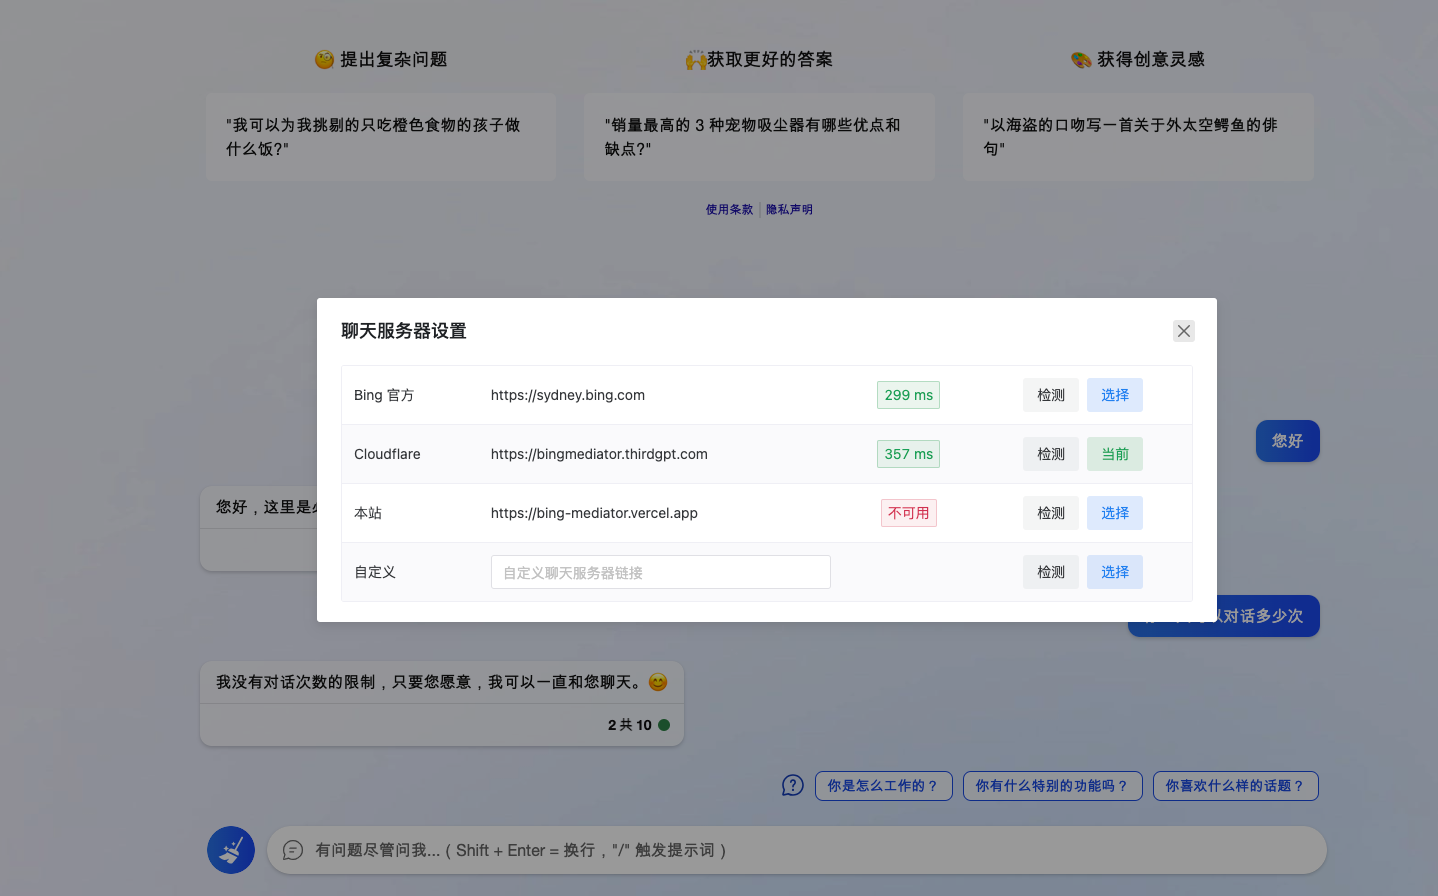 提出复杂问题
获取更好的答案
获得创意灵感
"我可以为我挑剔的只吃橙色食物的孩子做
什么饭?"
"销量最高的 3 种宠物吸尘器有哪些优点和
缺点?"
"以海盗的口吻写一首关于外太空鳄鱼的俳
句"
使用条款
隐私声明
聊天服务器设置
Bing 官方 https://sydney.bing.com 299 ms 检测 选择
Cloudflare https://bingmediator.thirdgpt.com 357 ms 检测 当前
本站 https://bing-mediator.vercel.app 不可用 检测 选择
自定义 自定义聊天服务器链接 检测 选择
您好
您好，这里是
以对话多少次
我没有对话次数的限制，只要您愿意，我可以一直和您聊天。
2 共 10
你是怎么工作的？ 你有什么特别的功能吗？ 你喜欢什么样的话题？
有问题尽管问我...（Shift + Enter = 换行，"/" 触发提示词）